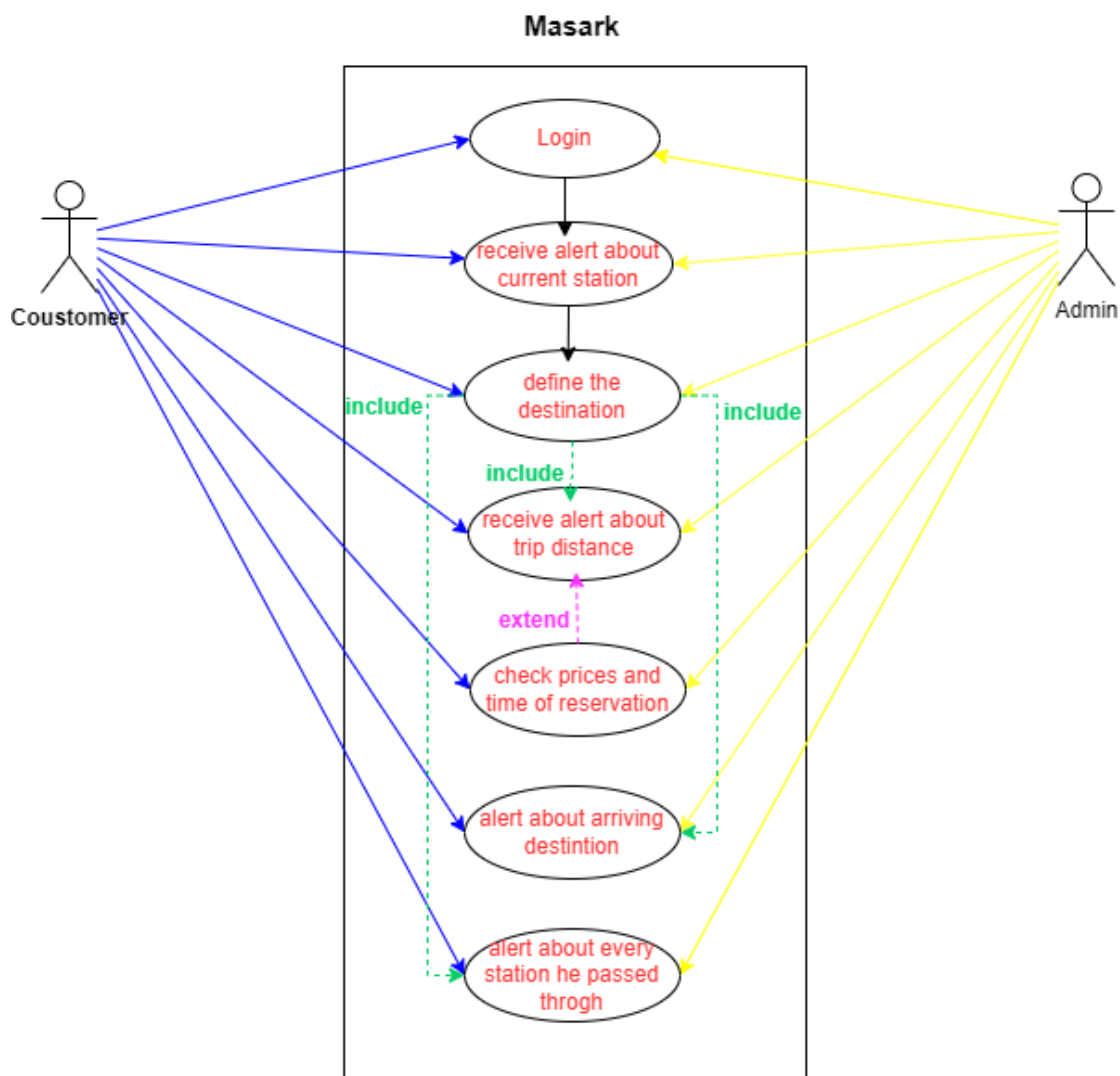 Masark
Login
receive alert about
current station
Coustomer
Admin
define the
destination
include
include
include
receive alert about
trip distance
extend
check prices and
time of reservation
alert about arriving
destintion
alert about every
station he passed
throgh